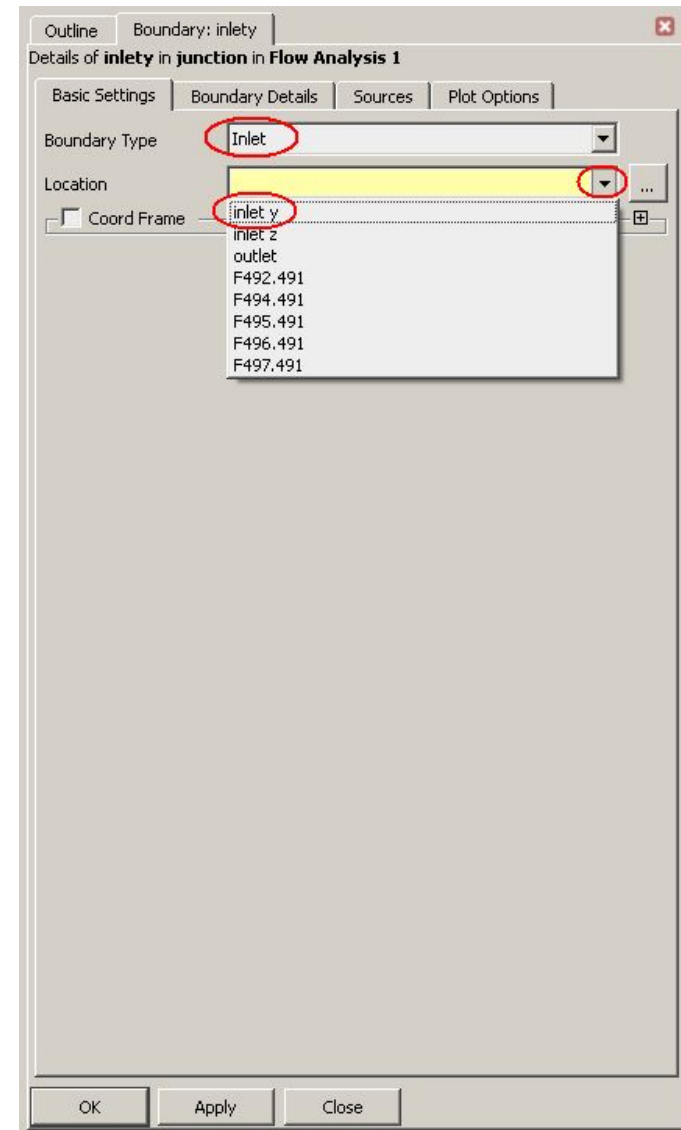 Outline Boundary: inlety
Details of inlety in junction in Flow Analysis 1
Basic Settings Boundary Details Sources Plot Options
Boundary Type Inlet
Location ...
Coord Frame
inlet y
inlet z
outlet
F492.491
F494.491
F495.491
F496.491
F497.491
OK Apply Close